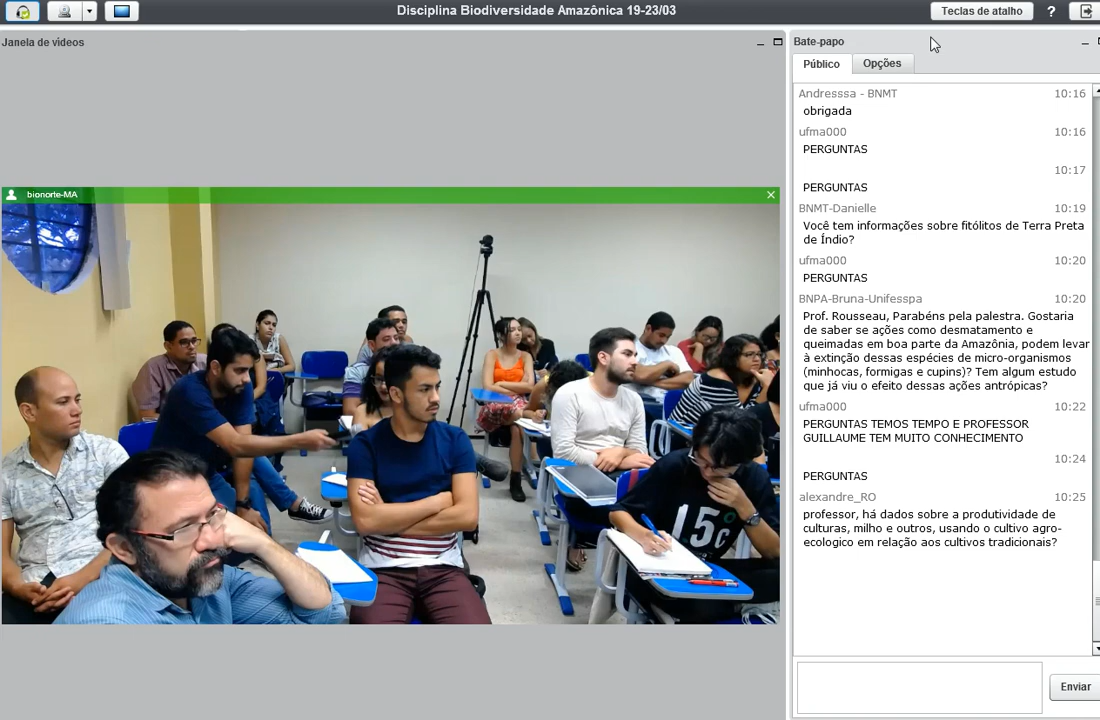 Disciplina Biodiversidade Amazônica 19-23/03
Teclas de atalho
?
Janela de videos
Bate-papo
Público
Opções
bionorte-MA
Andresssa - BNMT 10:16
obrigada
ufma000 10:16
PERGUNTAS
10:17
PERGUNTAS
BNMT-Danielle 10:19
Você tem informações sobre fitólitos de Terra Preta
de Índio?
ufma000 10:20
PERGUNTAS
BNPA-Bruna-Unifesspa 10:20
Prof. Rousseau, Parabéns pela palestra. Gostaria
de saber se ações como desmatamento e
queimadas em boa parte da Amazônia, podem levar
à extinção dessas espécies de micro-organismos
(minhocas, formigas e cupins)? Tem algum estudo
que já viu o efeito dessas ações antrópicas?
ufma000 10:22
PERGUNTAS TEMOS TEMPO E PROFESSOR
GUILLAUME TEM MUITO CONHECIMENTO
10:24
PERGUNTAS
alexandre_RO 10:25
professor, há dados sobre a produtividade de
culturas, milho e outros, usando o cultivo agro-
ecologico em relação aos cultivos tradicionais?
15°C
Enviar